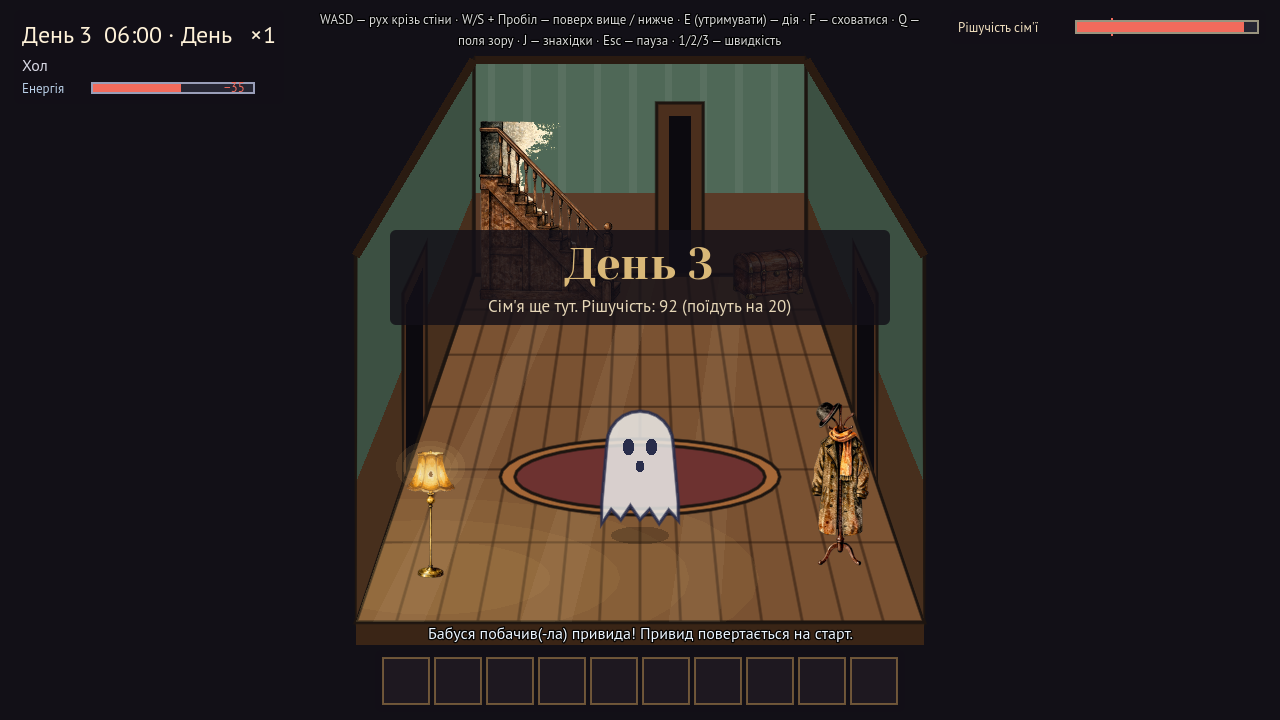 День 3 06:00 · День ×1
WASD — рух крізь стіни · W/S + Пробіл — поверх вище / нижче · E (утримувати) — дія · F — сховатися · Q —
поля зору · J — знахідки · Esc — пауза · 1/2/3 — швидкість
Рішучість сім'ї
Хол
Енергія
−35
День 3
Сім'я ще тут. Рішучість: 92 (поїдуть на 20)
Бабуся побачив(-ла) привида! Привид повертається на старт.